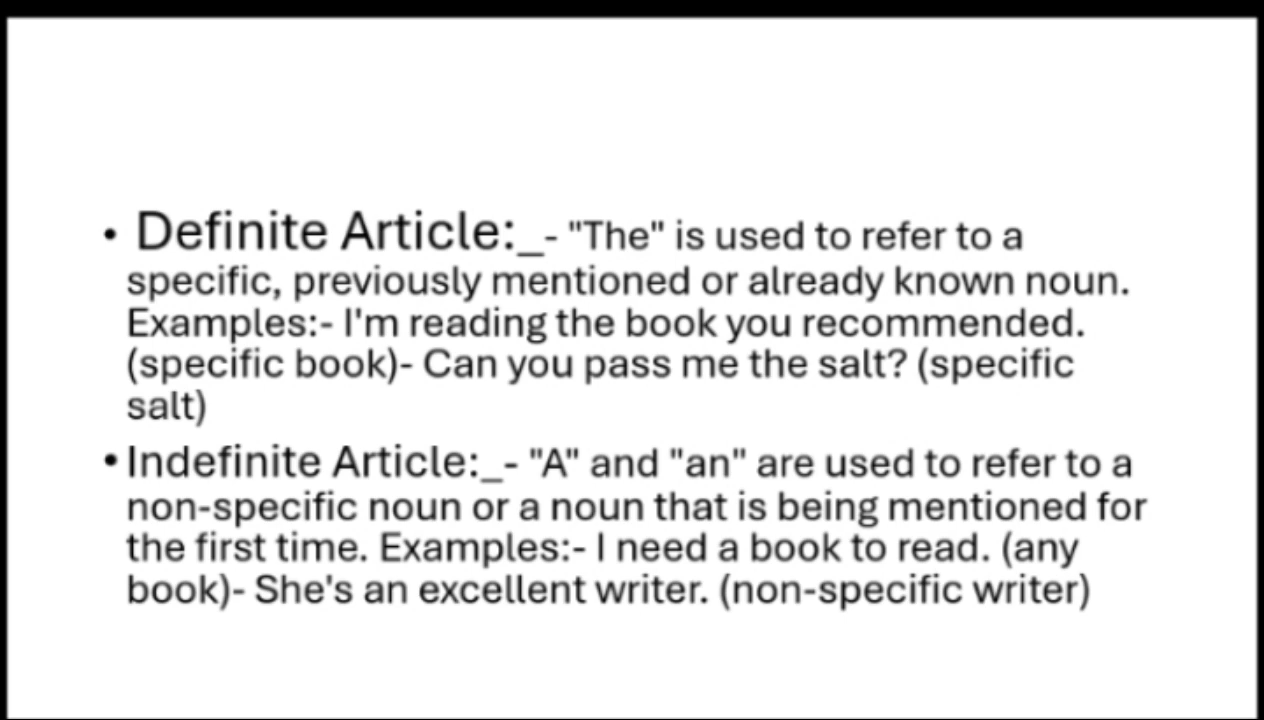 • Definite Article:_- "The" is used to refer to a
specific, previously mentioned or already known noun.
Examples:- I'm reading the book you recommended.
(specific book)- Can you pass me the salt? (specific
salt)
• Indefinite Article:_- "A" and "an" are used to refer to a
non-specific noun or a noun that is being mentioned for
the first time. Examples:- I need a book to read. (any
book)- She's an excellent writer. (non-specific writer)